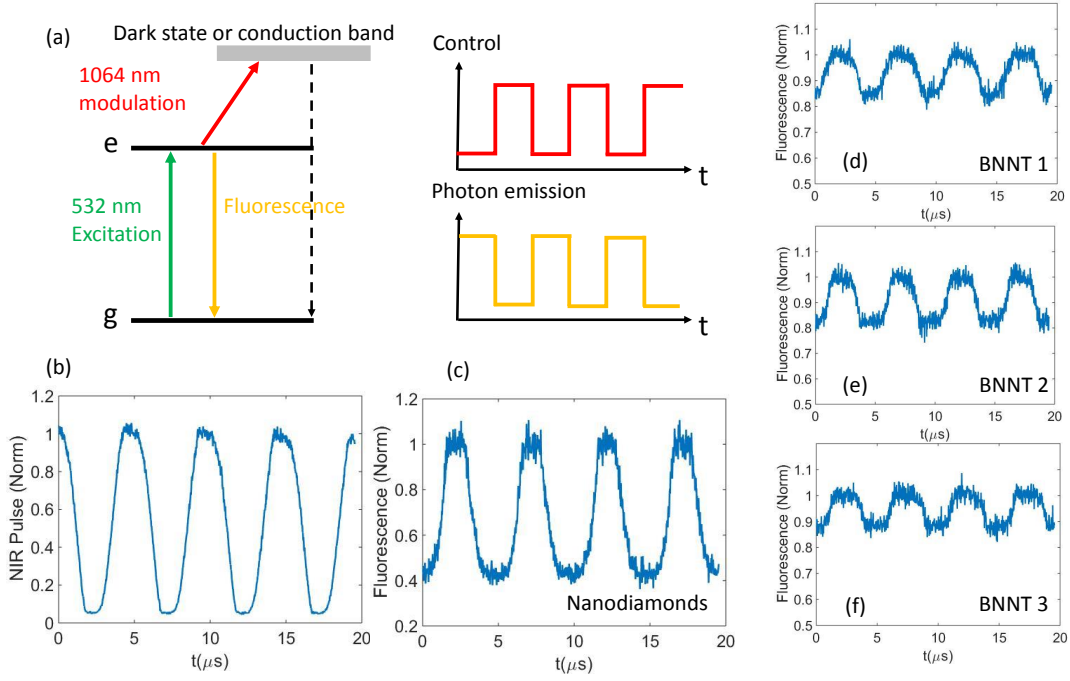 (a)
Dark state or conduction band
1064 nm
modulation
e
532 nm
Excitation
Fluorescence
g
Control
t
Photon emission
t
(b)
NIR Pulse (Norm)
1.2
1
0.8
0.6
0.4
0.2
0
0
5
10
15
20
t(μs)
(c)
Fluorescence (Norm)
1.2
1
0.8
0.6
0.4
0.2
Nanodiamonds
0
5
10
15
20
t(μs)
Fluorescence (Norm)
1.1
1
0.9
0.8
0.7
0.6
0.5
(d)
BNNT 1
0
5
10
15
20
t(μs)
Fluorescence (Norm)
1.1
1
0.9
0.8
0.7
0.6
0.5
(e)
BNNT 2
0
5
10
15
20
t(μs)
Fluorescence (Norm)
1.1
1
0.9
0.8
0.7
0.6
0.5
(f)
BNNT 3
0
5
10
15
20
t(μs)